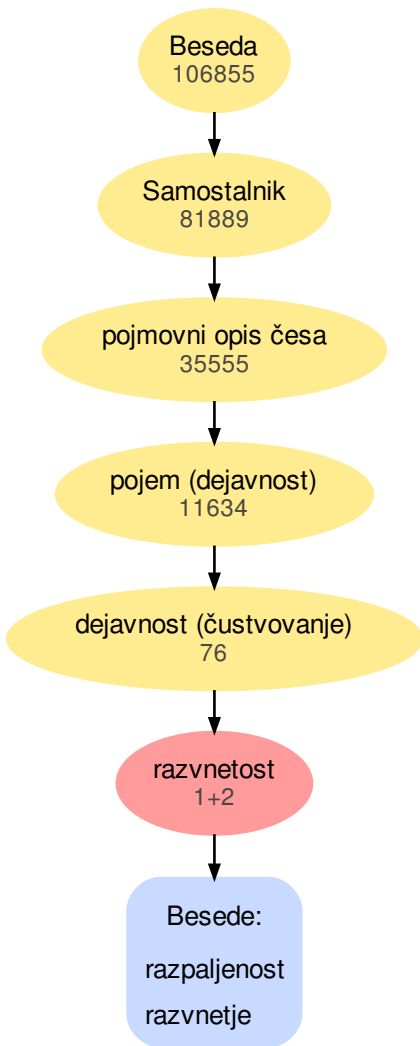 Beseda
106855
Samostalnik
81889
pojmovni opis česa
35555
pojem (dejavnost)
11634
dejavnost (čustvovanje)
76
razvnetost
1+2
Besede:
razpaljenost
razvnetje